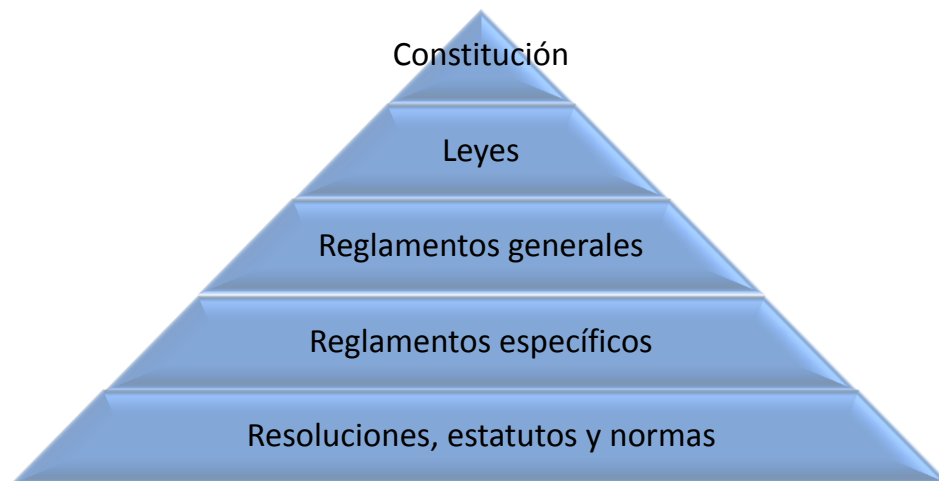 Constitución
Leyes
Reglamentos generales
Reglamentos específicos
Resoluciones, estatutos y normas